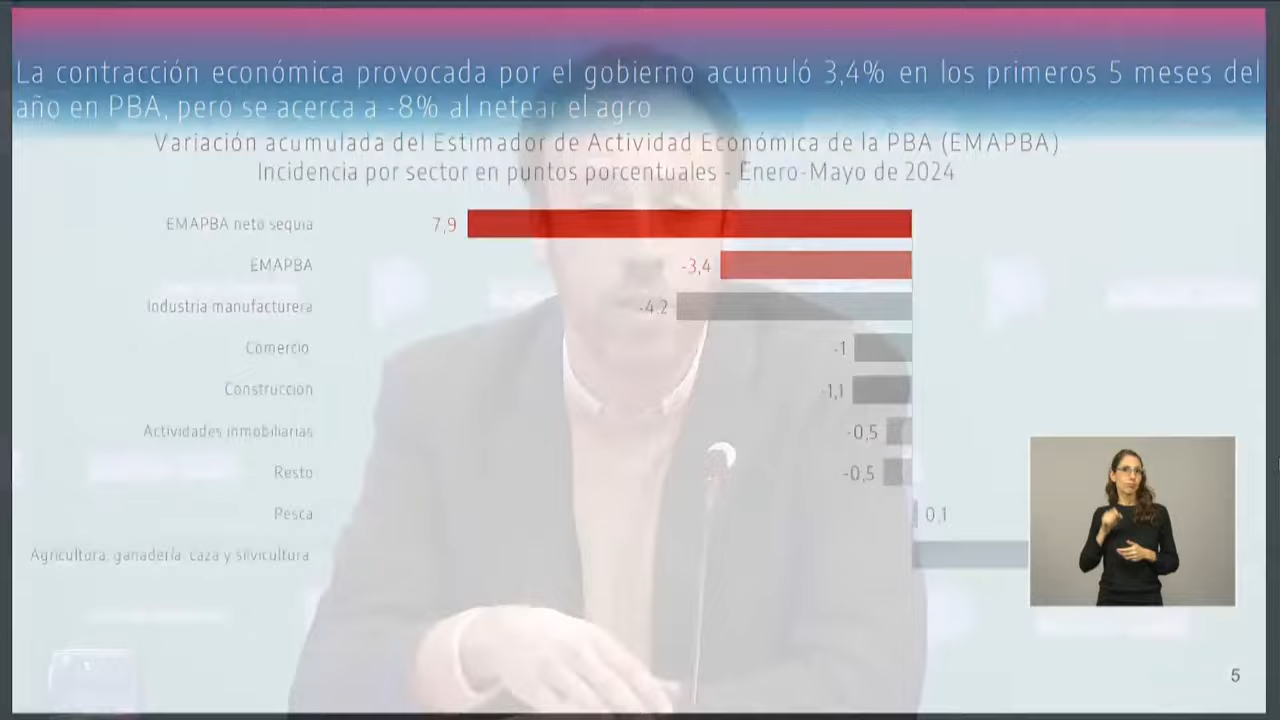 La contracción económica provocada por el gobierno acumuló 3,4% en los primeros 5 meses del
año en PBA, pero se acerca a -8% al netear el agro
Variación acumulada del Estimador de Actividad Económica de la PBA (EMAPBA)
Incidencia por sector en puntos porcentuales - Enero-Mayo de 2024
EMAPBA neto sequia 7,9
EMAPBA -3,4
Industria manufacturera -4,2
Comercio -1
Construcción -1,1
Actividades inmobiliarias -0,5
Resto -0,5
Pesca 0,1
Agricultura, ganadería, caza y silvicultura
5